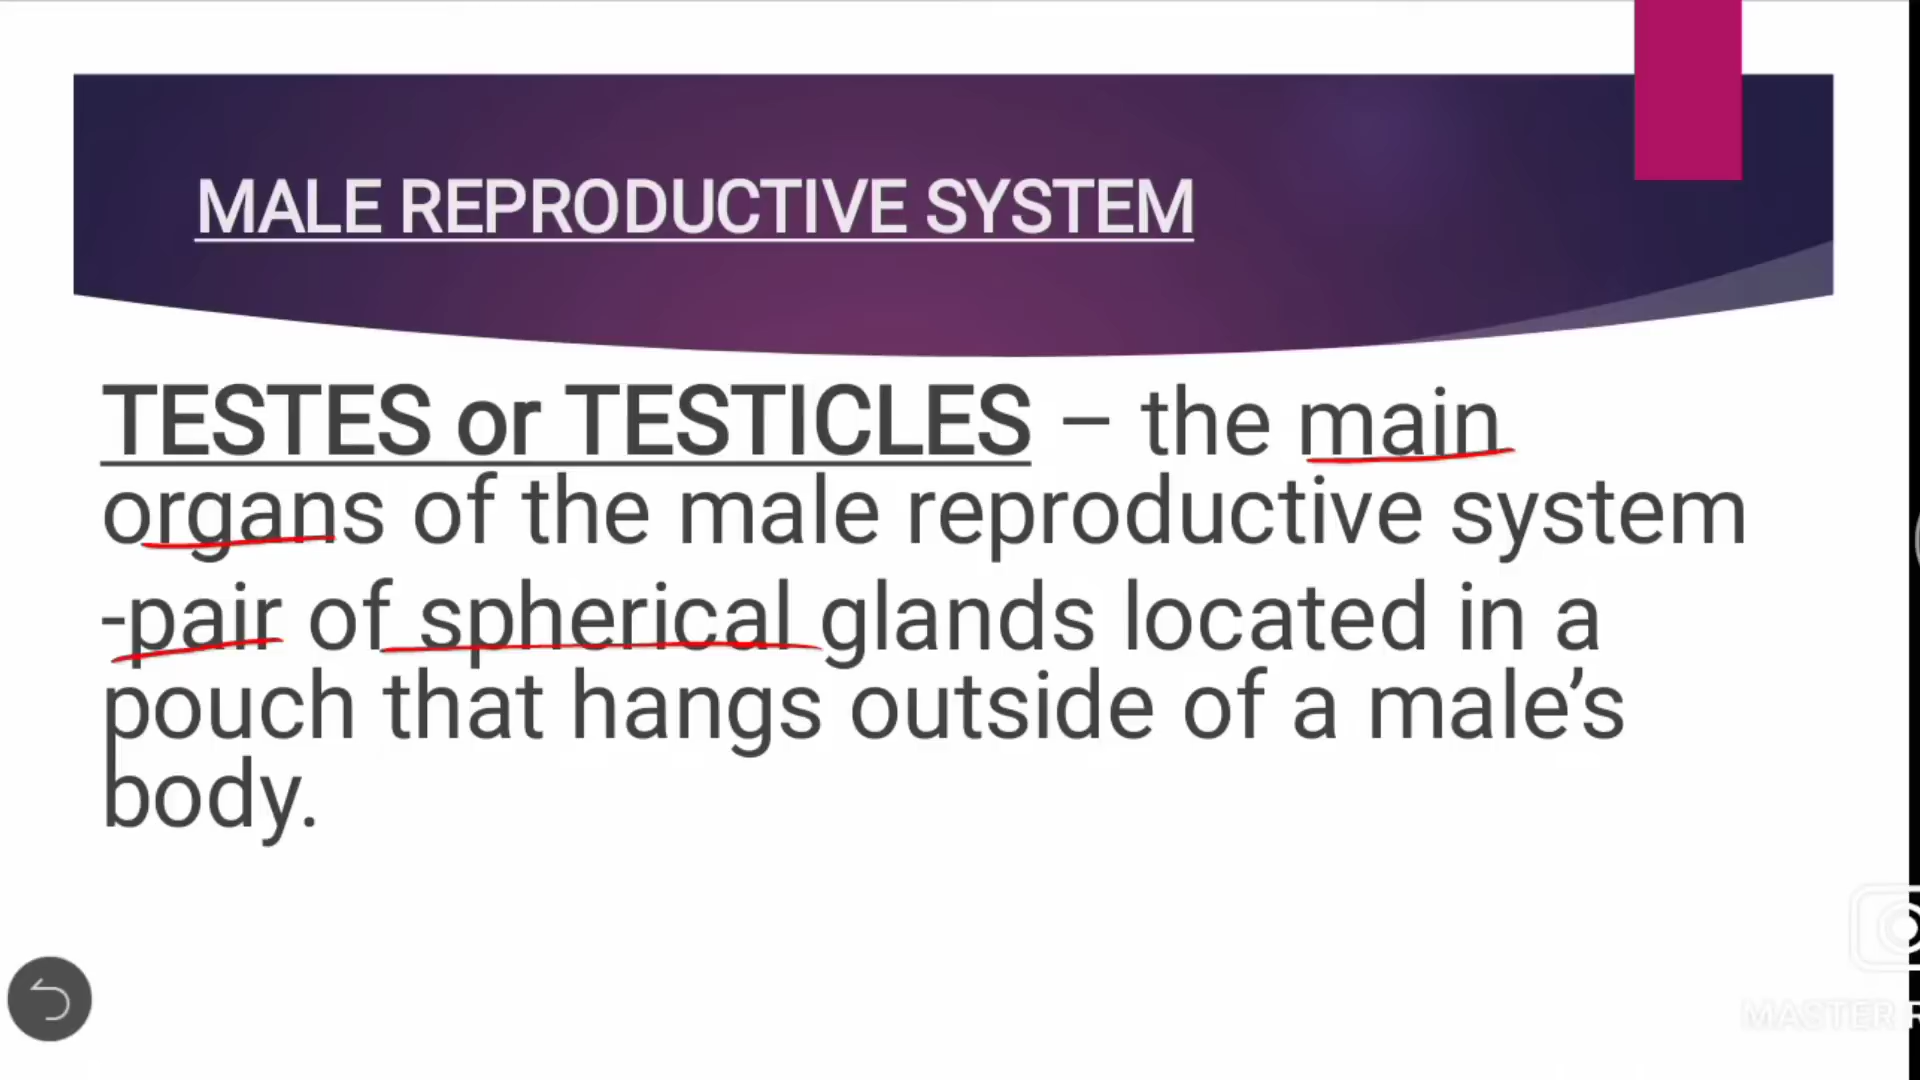 MALE REPRODUCTIVE SYSTEM
TESTES or TESTICLES – the main
organs of the male reproductive system
-pair of spherical glands located in a
pouch that hangs outside of a male’s
body.
MASTER